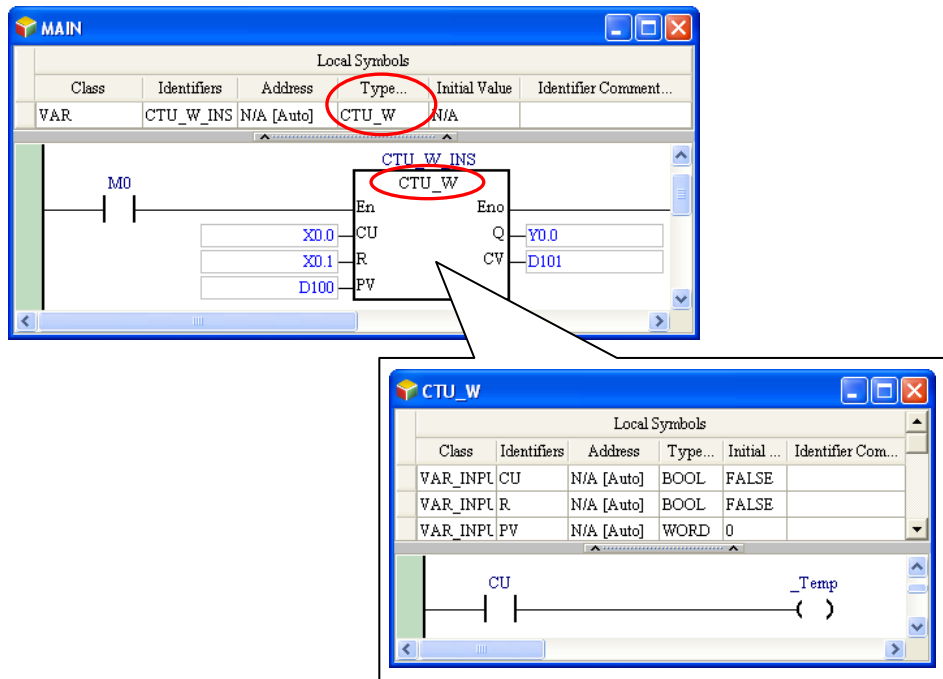 MAIN
Local Symbols
Class Identifiers Address Type... Initial Value Identifier Comment...
VAR CTU_W_INS N/A [Auto] CTU_W N/A
CTU_W_INS
M0 CTU_W
En Eno
X0.0 CU Q Y0.0
X0.1 R CV D101
D100 PV
CTU_W
Local Symbols
Class Identifiers Address Type... Initial ... Identifier Com...
VAR_INPU CU N/A [Auto] BOOL FALSE
VAR_INPU R N/A [Auto] BOOL FALSE
VAR_INPU PV N/A [Auto] WORD 0
CU _Temp